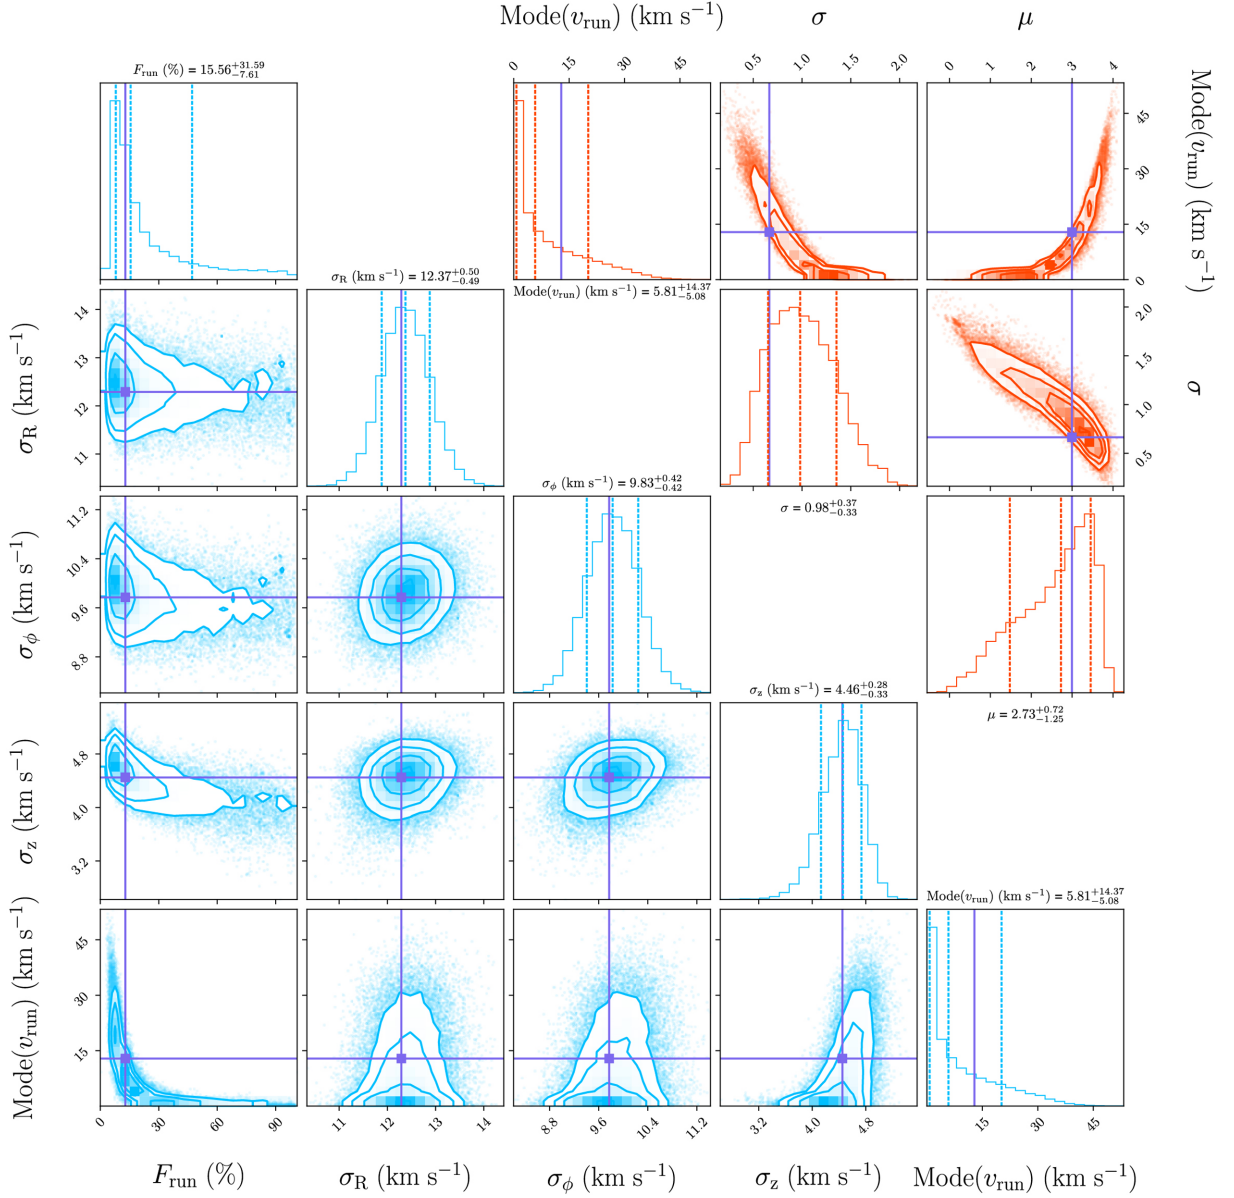 Mode(v_run) (km s⁻¹) σ μ
0 15 30 45 0.5 1.0 1.5 2.0 0 1 2 3 4
F_run (%) = 15.56 +31.59 −7.61
Mode(v_run) (km s⁻¹)
45
30
15
0
σ_R (km s⁻¹) = 12.37 +0.50 −0.49
Mode(v_run) (km s⁻¹) = 5.81 +14.37 −5.08
σ_R (km s⁻¹)
14
13
12
11
σ
2.0
1.5
1.0
0.5
σ_ϕ (km s⁻¹) = 9.83 +0.42 −0.42
σ = 0.98 +0.37 −0.33
σ_ϕ (km s⁻¹)
11.2
10.4
9.6
8.8
σ_z (km s⁻¹) = 4.46 +0.28 −0.33
μ = 2.73 +0.72 −1.25
σ_z (km s⁻¹)
4.8
4.0
3.2
Mode(v_run) (km s⁻¹) = 5.81 +14.37 −5.08
Mode(v_run) (km s⁻¹)
45
30
15
0 30 60 90 11 12 13 14 8.8 9.6 10.4 11.2 3.2 4.0 4.8 15 30 45
F_run (%) σ_R (km s⁻¹) σ_ϕ (km s⁻¹) σ_z (km s⁻¹) Mode(v_run) (km s⁻¹)